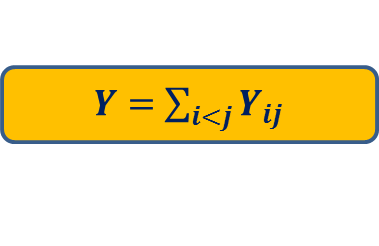 Y = ∑_{i<j} Y_{ij}